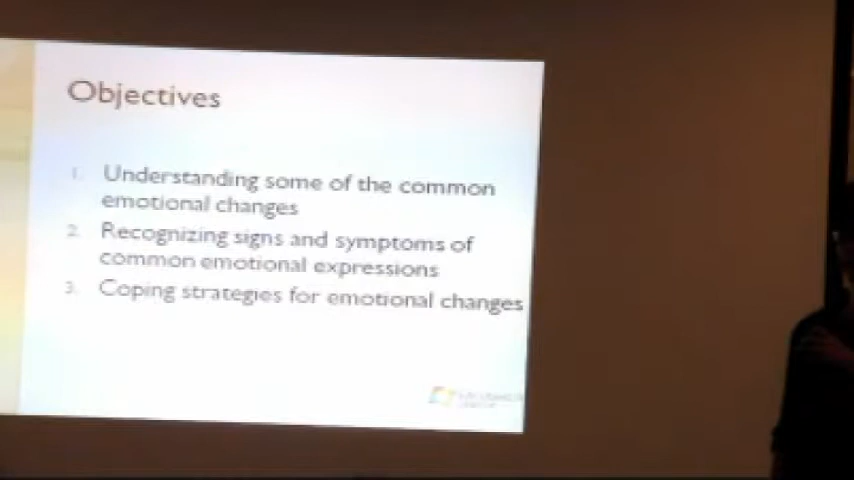 Objectives
1. Understanding some of the common
emotional changes
2. Recognizing signs and symptoms of
common emotional expressions
3. Coping strategies for emotional changes